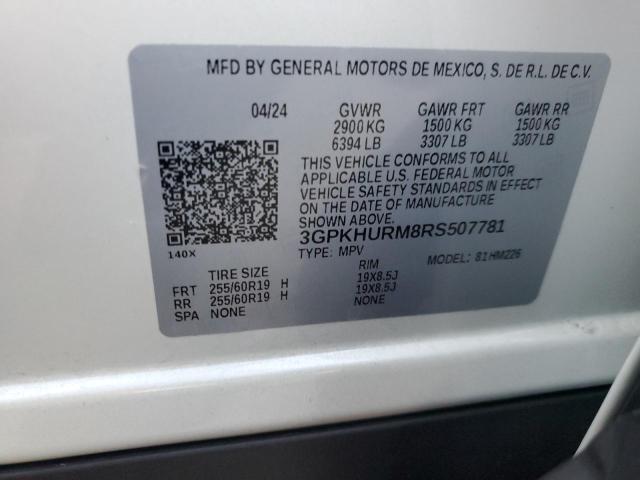 MFD BY GENERAL MOTORS DE MEXICO, S. DE R.L. DE C.V.
04/24 GVWR GAWR FRT GAWR RR
2900 KG 1500 KG 1500 KG
6394 LB 3307 LB 3307 LB
THIS VEHICLE CONFORMS TO ALL
APPLICABLE U.S. FEDERAL MOTOR
VEHICLE SAFETY STANDARDS IN EFFECT
ON THE DATE OF MANUFACTURE
SHOWN ABOVE.
3GPKHURM8RS507781
TYPE: MPV MODEL: 81HM226
140X
TIRE SIZE RIM
FRT 255/60R19 H 19X8.5J
RR 255/60R19 H 19X8.5J
SPA NONE NONE